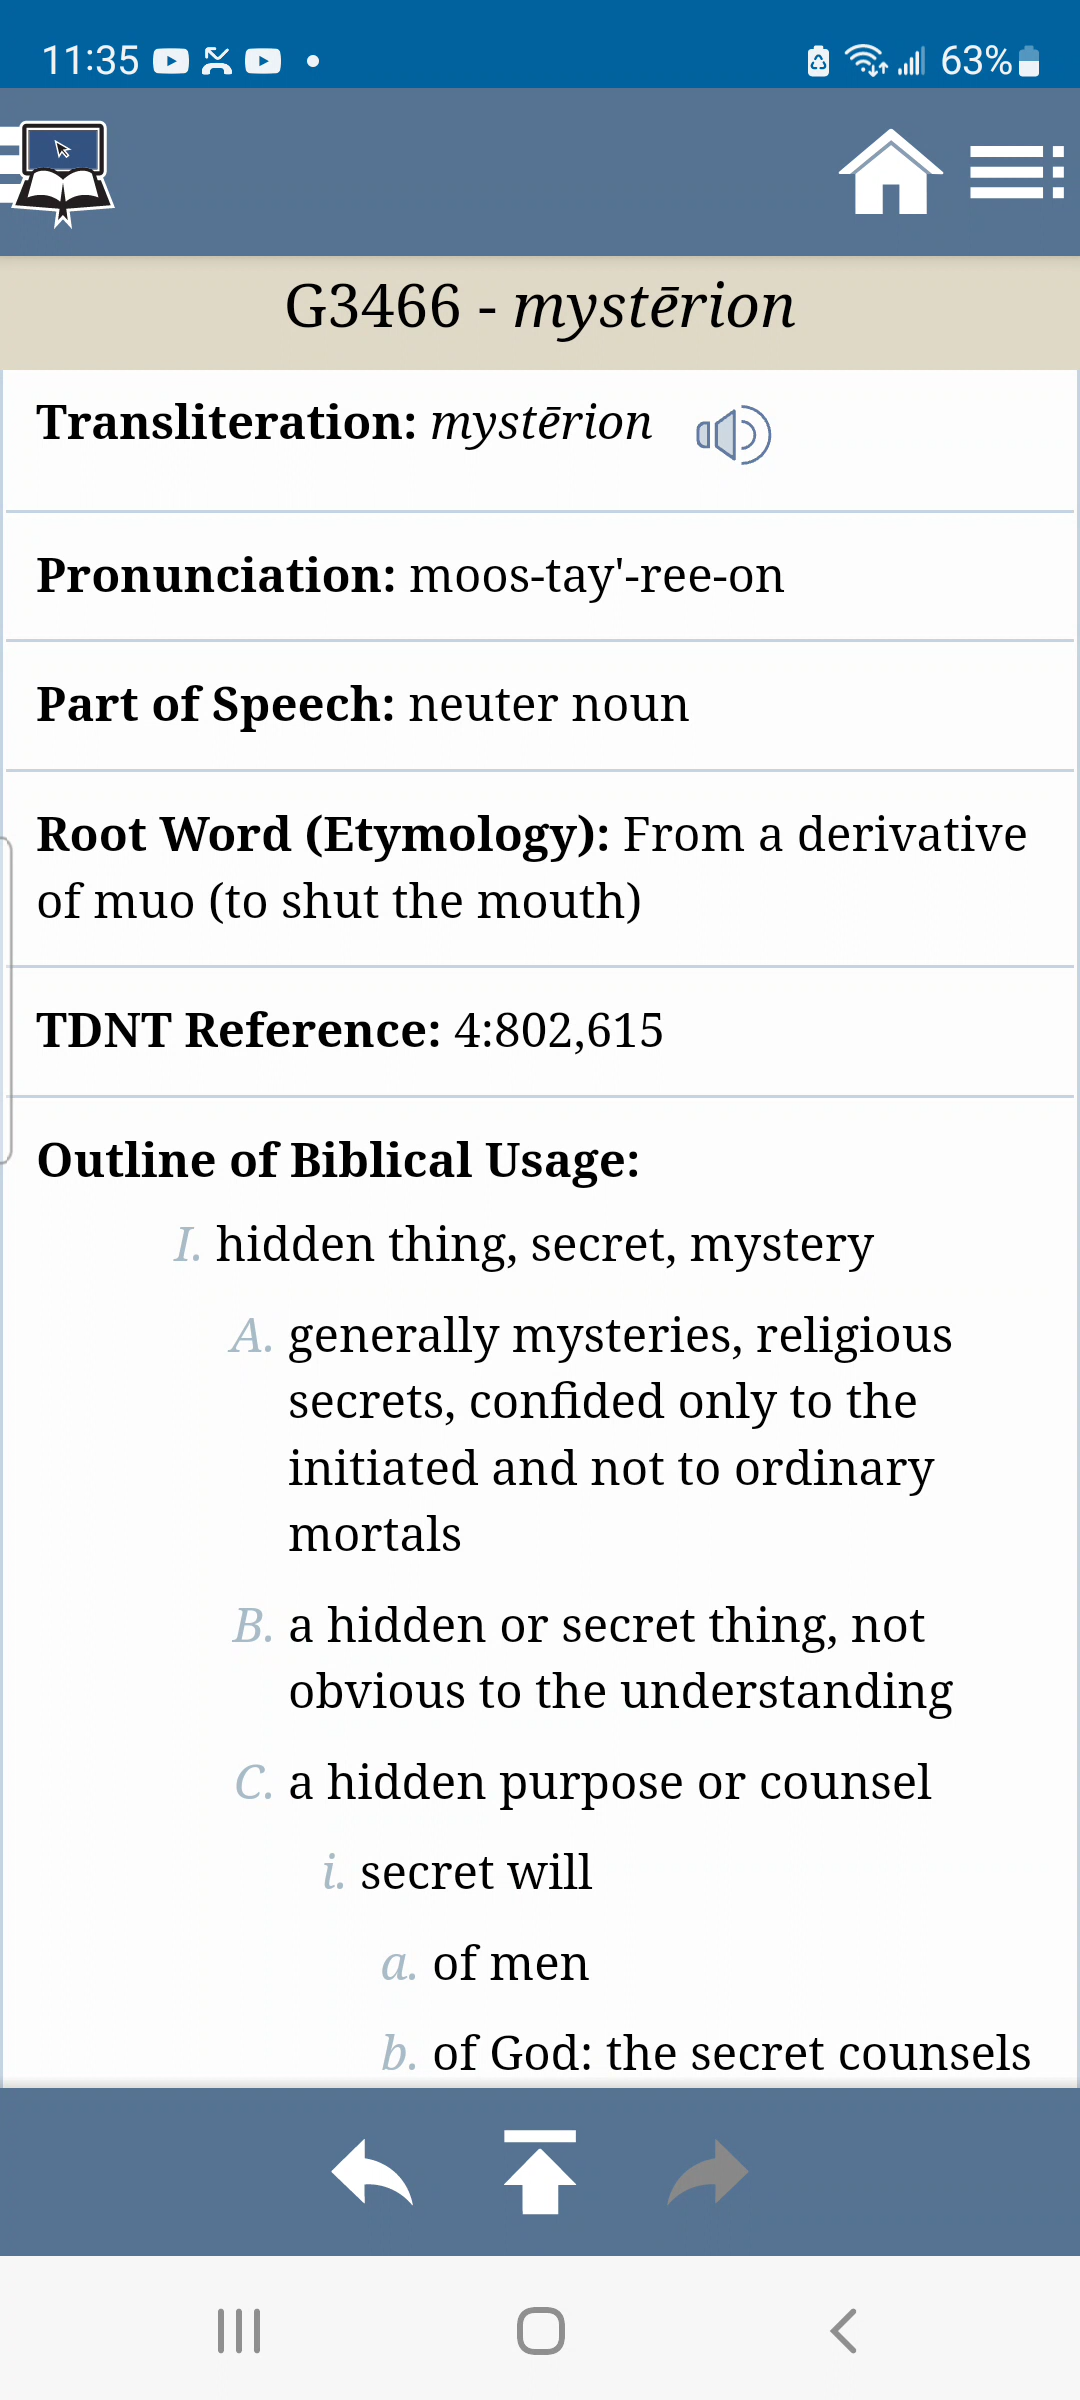 11:35
63%
G3466 - mystērion
Transliteration: mystērion
Pronunciation: moos-tay'-ree-on
Part of Speech: neuter noun
Root Word (Etymology): From a derivative
of muo (to shut the mouth)
TDNT Reference: 4:802,615
Outline of Biblical Usage:
I. hidden thing, secret, mystery
A. generally mysteries, religious
secrets, confided only to the
initiated and not to ordinary
mortals
B. a hidden or secret thing, not
obvious to the understanding
C. a hidden purpose or counsel
i. secret will
a. of men
b. of God: the secret counsels